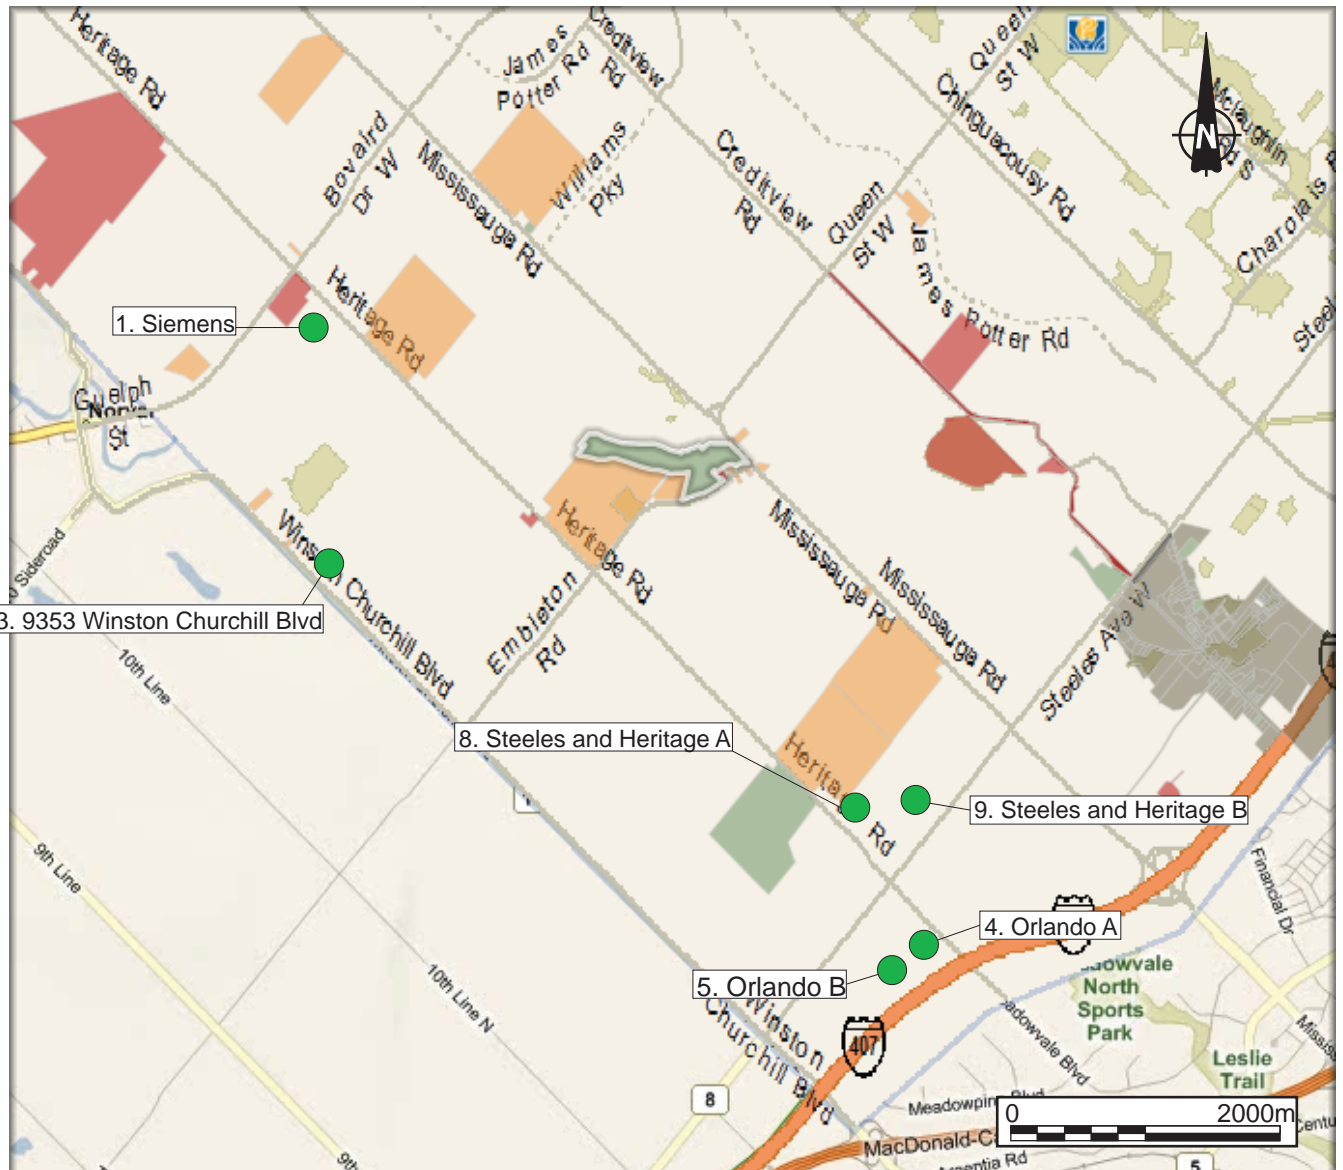 Heritage Rd
James
Potter Rd
Creditview
Rd
Queen
St W
Chinguacousy Rd
Mclaughlin
Rd S
N
Charolais
Bovaird
Dr W
Mississauga Rd
Williams
Pky
Creditview
Rd
Queen
St W
James Potter Rd
1. Siemens
Heritage Rd
Guelph
St
Heritage Rd
Mississauga Rd
Mississauga Rd
Steeles Ave W
Sideroad
Winston Churchill Blvd
3. 9353 Winston Churchill Blvd
Embleton
Rd
10th Line
8. Steeles and Heritage A
Heritage Rd
9. Steeles and Heritage B
9th Line
Financial Dr
4. Orlando A
5. Orlando B
10th Line N
North
Sports
Park
Winston
Churchill Blvd
407
Leslie
Trail
8
0 2000m
9th
5